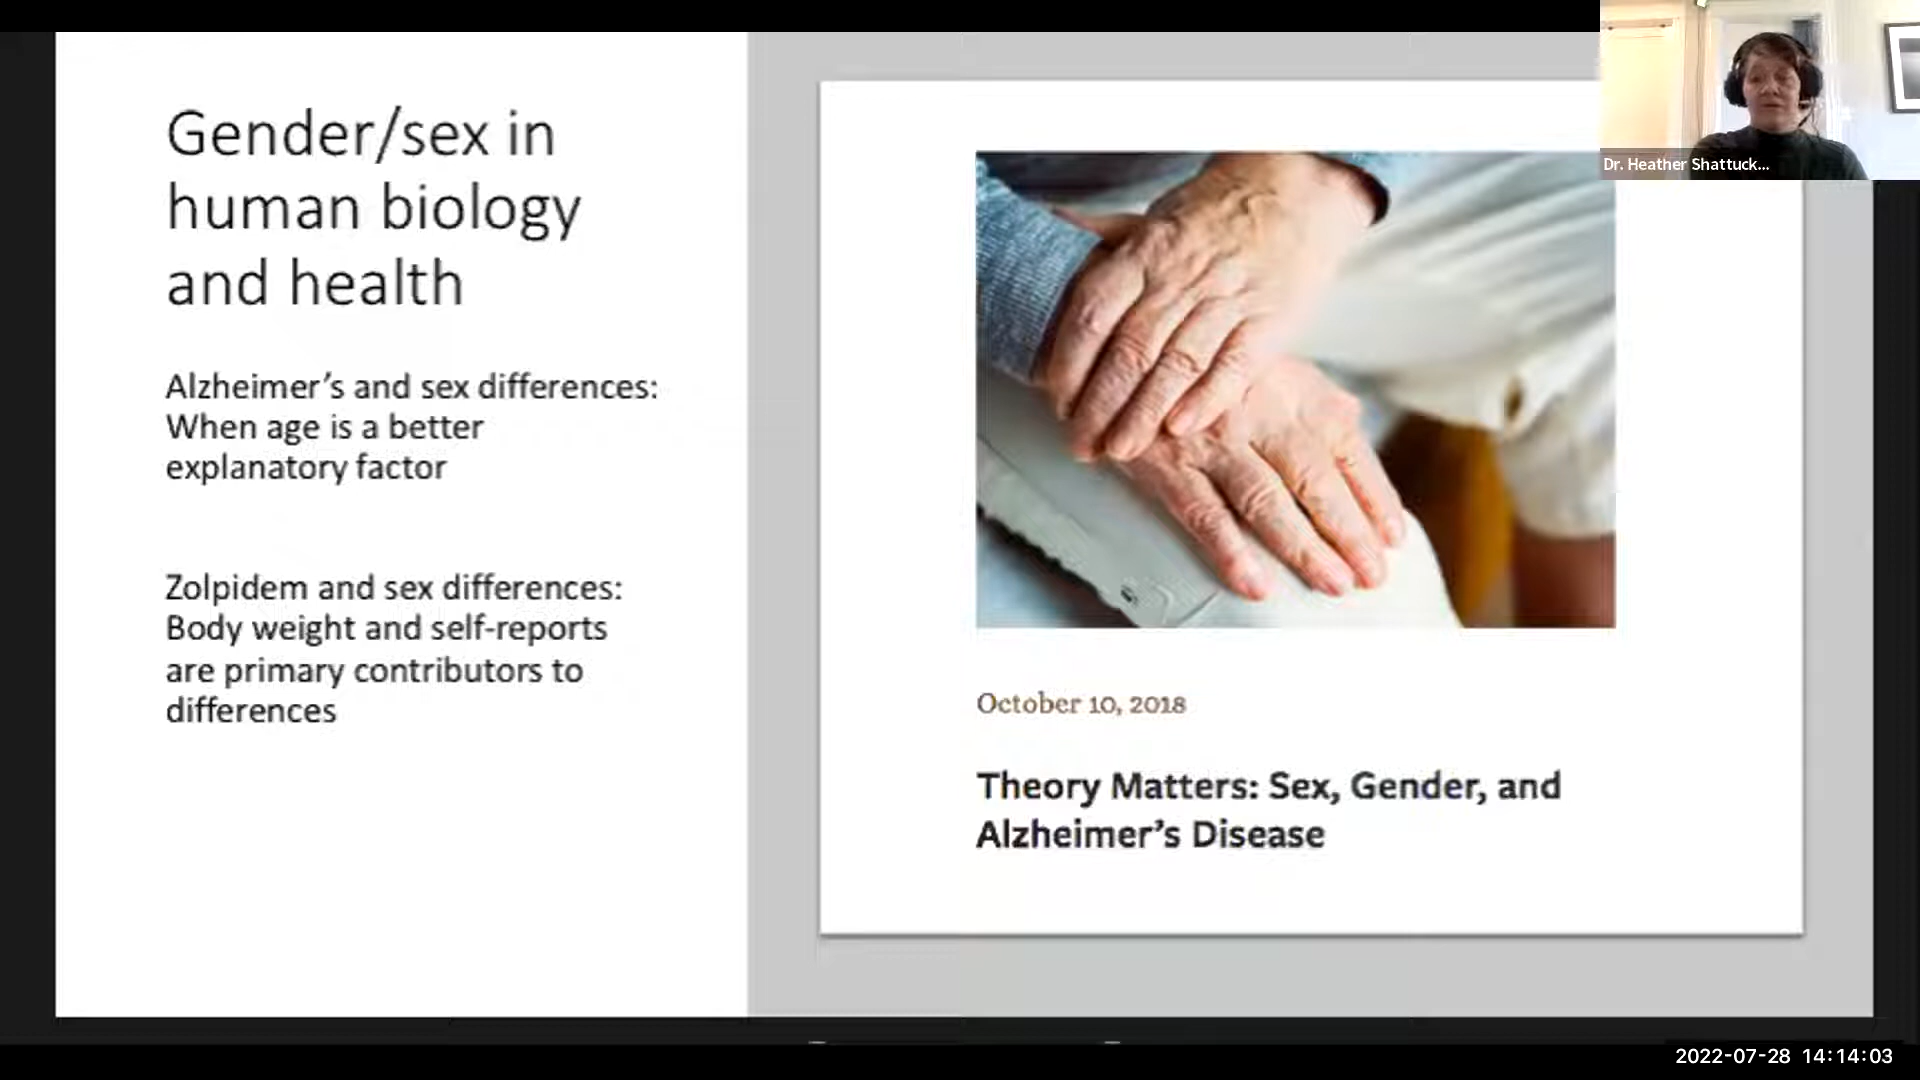 Gender/sex in
human biology
and health
Alzheimer’s and sex differences:
When age is a better
explanatory factor
Zolpidem and sex differences:
Body weight and self-reports
are primary contributors to
differences
October 10, 2018
Theory Matters: Sex, Gender, and
Alzheimer’s Disease
Dr. Heather Shattuck...
2022-07-28 14:14:03